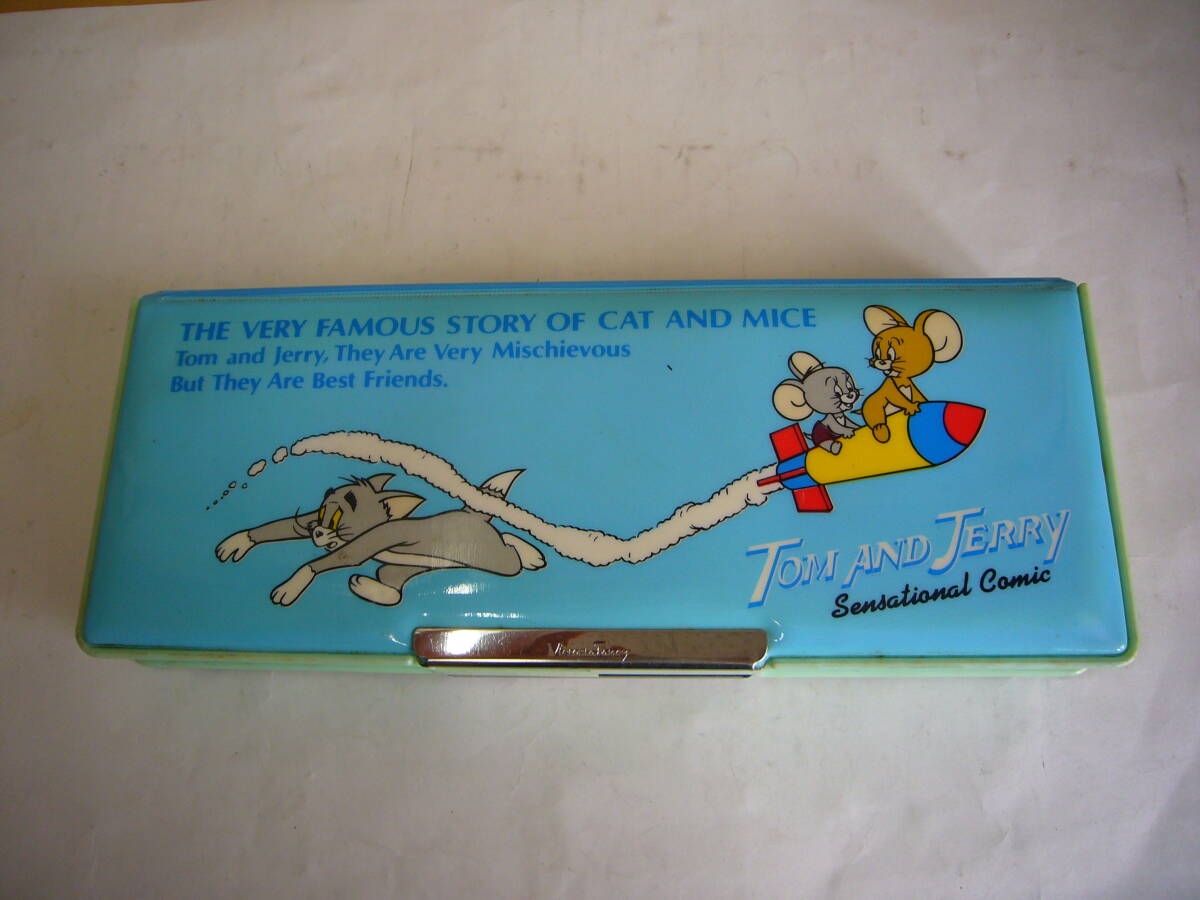 THE VERY FAMOUS STORY OF CAT AND MICE
Tom and Jerry, They Are Very Mischievous
But They Are Best Friends.
TOM AND JERRY
Sensational Comic